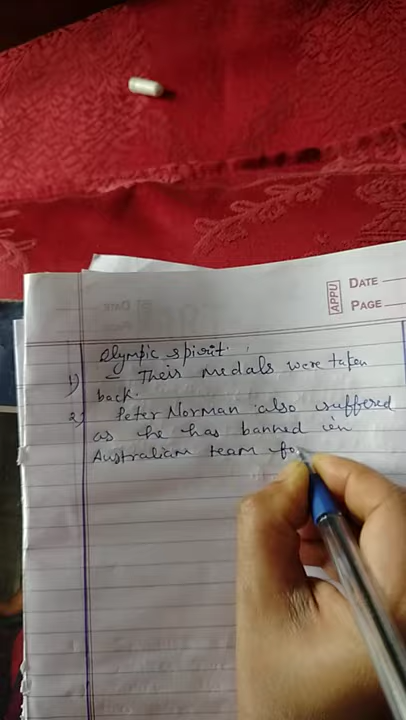 APPU
DATE
PAGE
Olympic spirit.
1) Their medals were taken
back.
2) Peter Norman also suffered
as he has banned in
Australian team fo